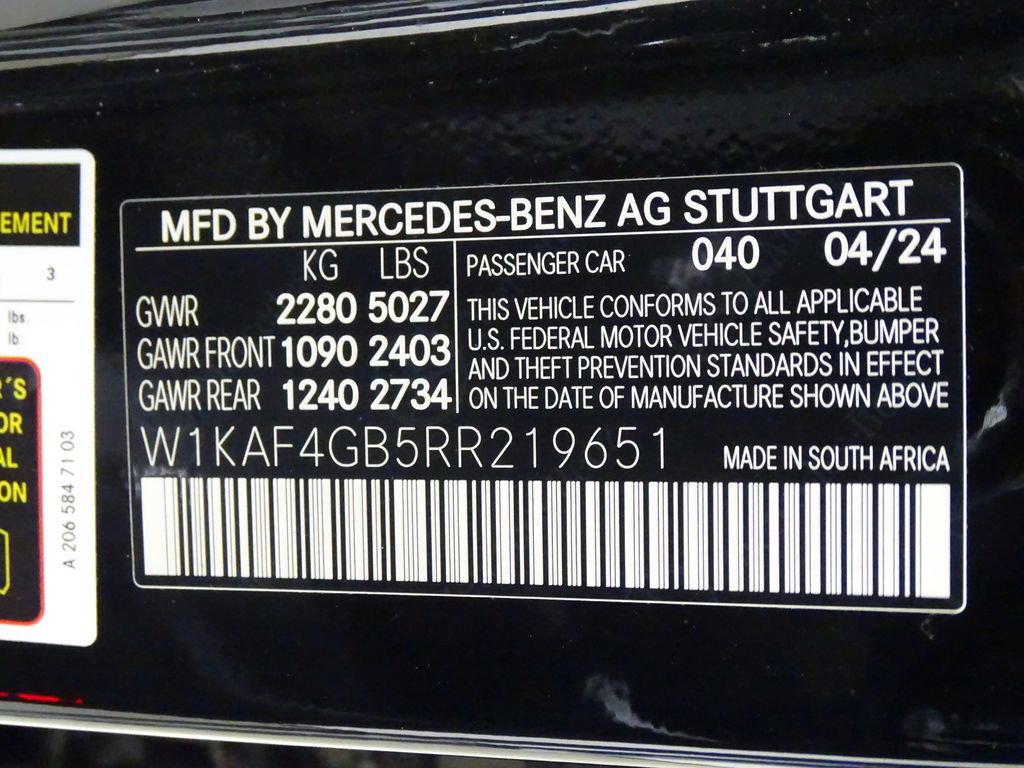 EMENT
3
lbs.
lb.
R´S
OR
AL
ON
A 206 584 71 03
MFD BY MERCEDES-BENZ AG STUTTGART
KG LBS
GVWR 2280 5027
GAWR FRONT 1090 2403
GAWR REAR 1240 2734
PASSENGER CAR 040 04/24
THIS VEHICLE CONFORMS TO ALL APPLICABLE
U.S. FEDERAL MOTOR VEHICLE SAFETY,BUMPER
AND THEFT PREVENTION STANDARDS IN EFFECT
ON THE DATE OF MANUFACTURE SHOWN ABOVE
W1KAF4GB5RR219651
MADE IN SOUTH AFRICA